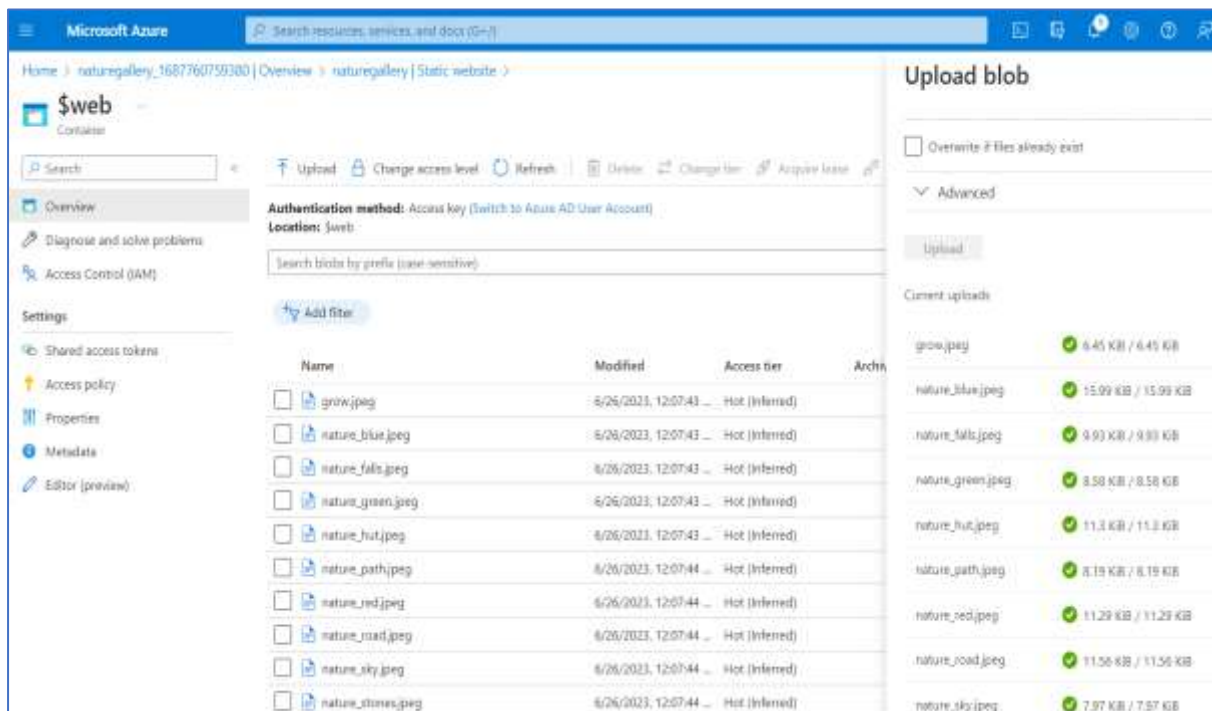 Microsoft Azure
Search resources, services, and docs (G+/)
Home > naturegallery_1687760759380 | Overview > naturegallery | Static website >
$web
Container
Search
Overview
Diagnose and solve problems
Access Control (IAM)
Settings
Shared access tokens
Access policy
Properties
Metadata
Editor (preview)
Upload Change access level Refresh Delete Change tier Acquire lease
Authentication method: Access key (Switch to Azure AD User Account)
Location: $web
Search blobs by prefix (case-sensitive)
Add filter
Name Modified Access tier Archiv
grow.jpeg 6/26/2023, 12:07:43 ... Hot (Inferred)
nature_blue.jpeg 6/26/2023, 12:07:43 ... Hot (Inferred)
nature_falls.jpeg 6/26/2023, 12:07:43 ... Hot (Inferred)
nature_green.jpeg 6/26/2023, 12:07:43 ... Hot (Inferred)
nature_hut.jpeg 6/26/2023, 12:07:43 ... Hot (Inferred)
nature_path.jpeg 6/26/2023, 12:07:44 ... Hot (Inferred)
nature_red.jpeg 6/26/2023, 12:07:44 ... Hot (Inferred)
nature_road.jpeg 6/26/2023, 12:07:44 ... Hot (Inferred)
nature_sky.jpeg 6/26/2023, 12:07:44 ... Hot (Inferred)
nature_stones.jpeg 6/26/2023, 12:07:44 ... Hot (Inferred)
Upload blob
Overwrite if files already exist
Advanced
Upload
Current uploads
grow.jpeg 6.45 KiB / 6.45 KiB
nature_blue.jpeg 15.99 KiB / 15.99 KiB
nature_falls.jpeg 9.93 KiB / 9.93 KiB
nature_green.jpeg 8.58 KiB / 8.58 KiB
nature_hut.jpeg 11.3 KiB / 11.3 KiB
nature_path.jpeg 8.19 KiB / 8.19 KiB
nature_red.jpeg 11.29 KiB / 11.29 KiB
nature_road.jpeg 11.56 KiB / 11.56 KiB
nature_sky.jpeg 7.97 KiB / 7.97 KiB